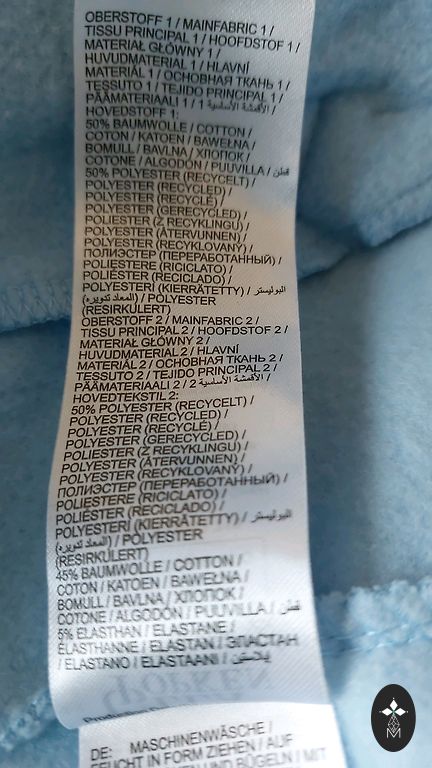 OBERSTOFF 1 / MAINFABRIC 1 /
TISSU PRINCIPAL 1 / HOOFDSTOF 1 /
MATERIAŁ GŁÓWNY 1 /
HUVUDMATERIAL 1 / HLAVNÍ
MATERIÁL 1 / ОСНОВНАЯ ТКАНЬ 1 /
TESSUTO 1 / TEJIDO PRINCIPAL 1 /
PÄÄMATERIAALI 1 / 1 الأقمشة الأساسية /
HOVEDSTOFF 1:
50% BAUMWOLLE / COTTON /
COTON / KATOEN / BAWEŁNA /
BOMULL / BAVLNA / ХЛОПОК /
COTONE / ALGODÓN / PUUVILLA / قطن
50% POLYESTER (RECYCELT) /
POLYESTER (RECYCLED) /
POLYESTER (RECYCLÉ) /
POLYESTER (GERECYCLED) /
POLIESTER (Z RECYKLINGU) /
POLYESTER (ÅTERVUNNEN) /
POLYESTER (RECYKLOVANÝ) /
ПОЛИЭСТЕР (ПЕРЕРАБОТАННЫЙ) /
POLIESTERE (RICICLATO) /
POLIÉSTER (RECICLADO) /
POLYESTERI (KIERRÄTETTY) / البوليستر
(المعاد تدويره) / POLYESTER
(RESIRKULERT)
OBERSTOFF 2 / MAINFABRIC 2 /
TISSU PRINCIPAL 2 / HOOFDSTOF 2 /
MATERIAŁ GŁÓWNY 2 /
HUVUDMATERIAL 2 / HLAVNÍ
MATERIÁL 2 / ОСНОВНАЯ ТКАНЬ 2 /
TESSUTO 2 / TEJIDO PRINCIPAL 2 /
PÄÄMATERIAALI 2 / 2 الأقمشة الأساسية /
HOVEDTEKSTIL 2:
50% POLYESTER (RECYCELT) /
POLYESTER (RECYCLED) /
POLYESTER (RECYCLÉ) /
POLYESTER (GERECYCLED) /
POLIESTER (Z RECYKLINGU) /
POLYESTER (ÅTERVUNNEN) /
POLYESTER (RECYKLOVANÝ) /
ПОЛИЭСТЕР (ПЕРЕРАБОТАННЫЙ) /
POLIESTERE (RICICLATO) /
POLIÉSTER (RECICLADO) /
POLYESTERI (KIERRÄTETTY) / البوليستر
(المعاد تدويره) / POLYESTER
(RESIRKULERT)
45% BAUMWOLLE / COTTON /
COTON / KATOEN / BAWEŁNA /
BOMULL / BAVLNA / ХЛОПОК /
COTONE / ALGODÓN / PUUVILLA / قطن
5% ELASTHAN / ELASTANE /
ÉLASTHANNE / ELASTAN / ЭЛАСТАН
/ ELASTANO / ELASTAANI / يلاستين
DE: MASCHINENWÄSCHE /
FEUCHT IN FORM ZIEHEN / AUF
UND BÜGELN / MIT